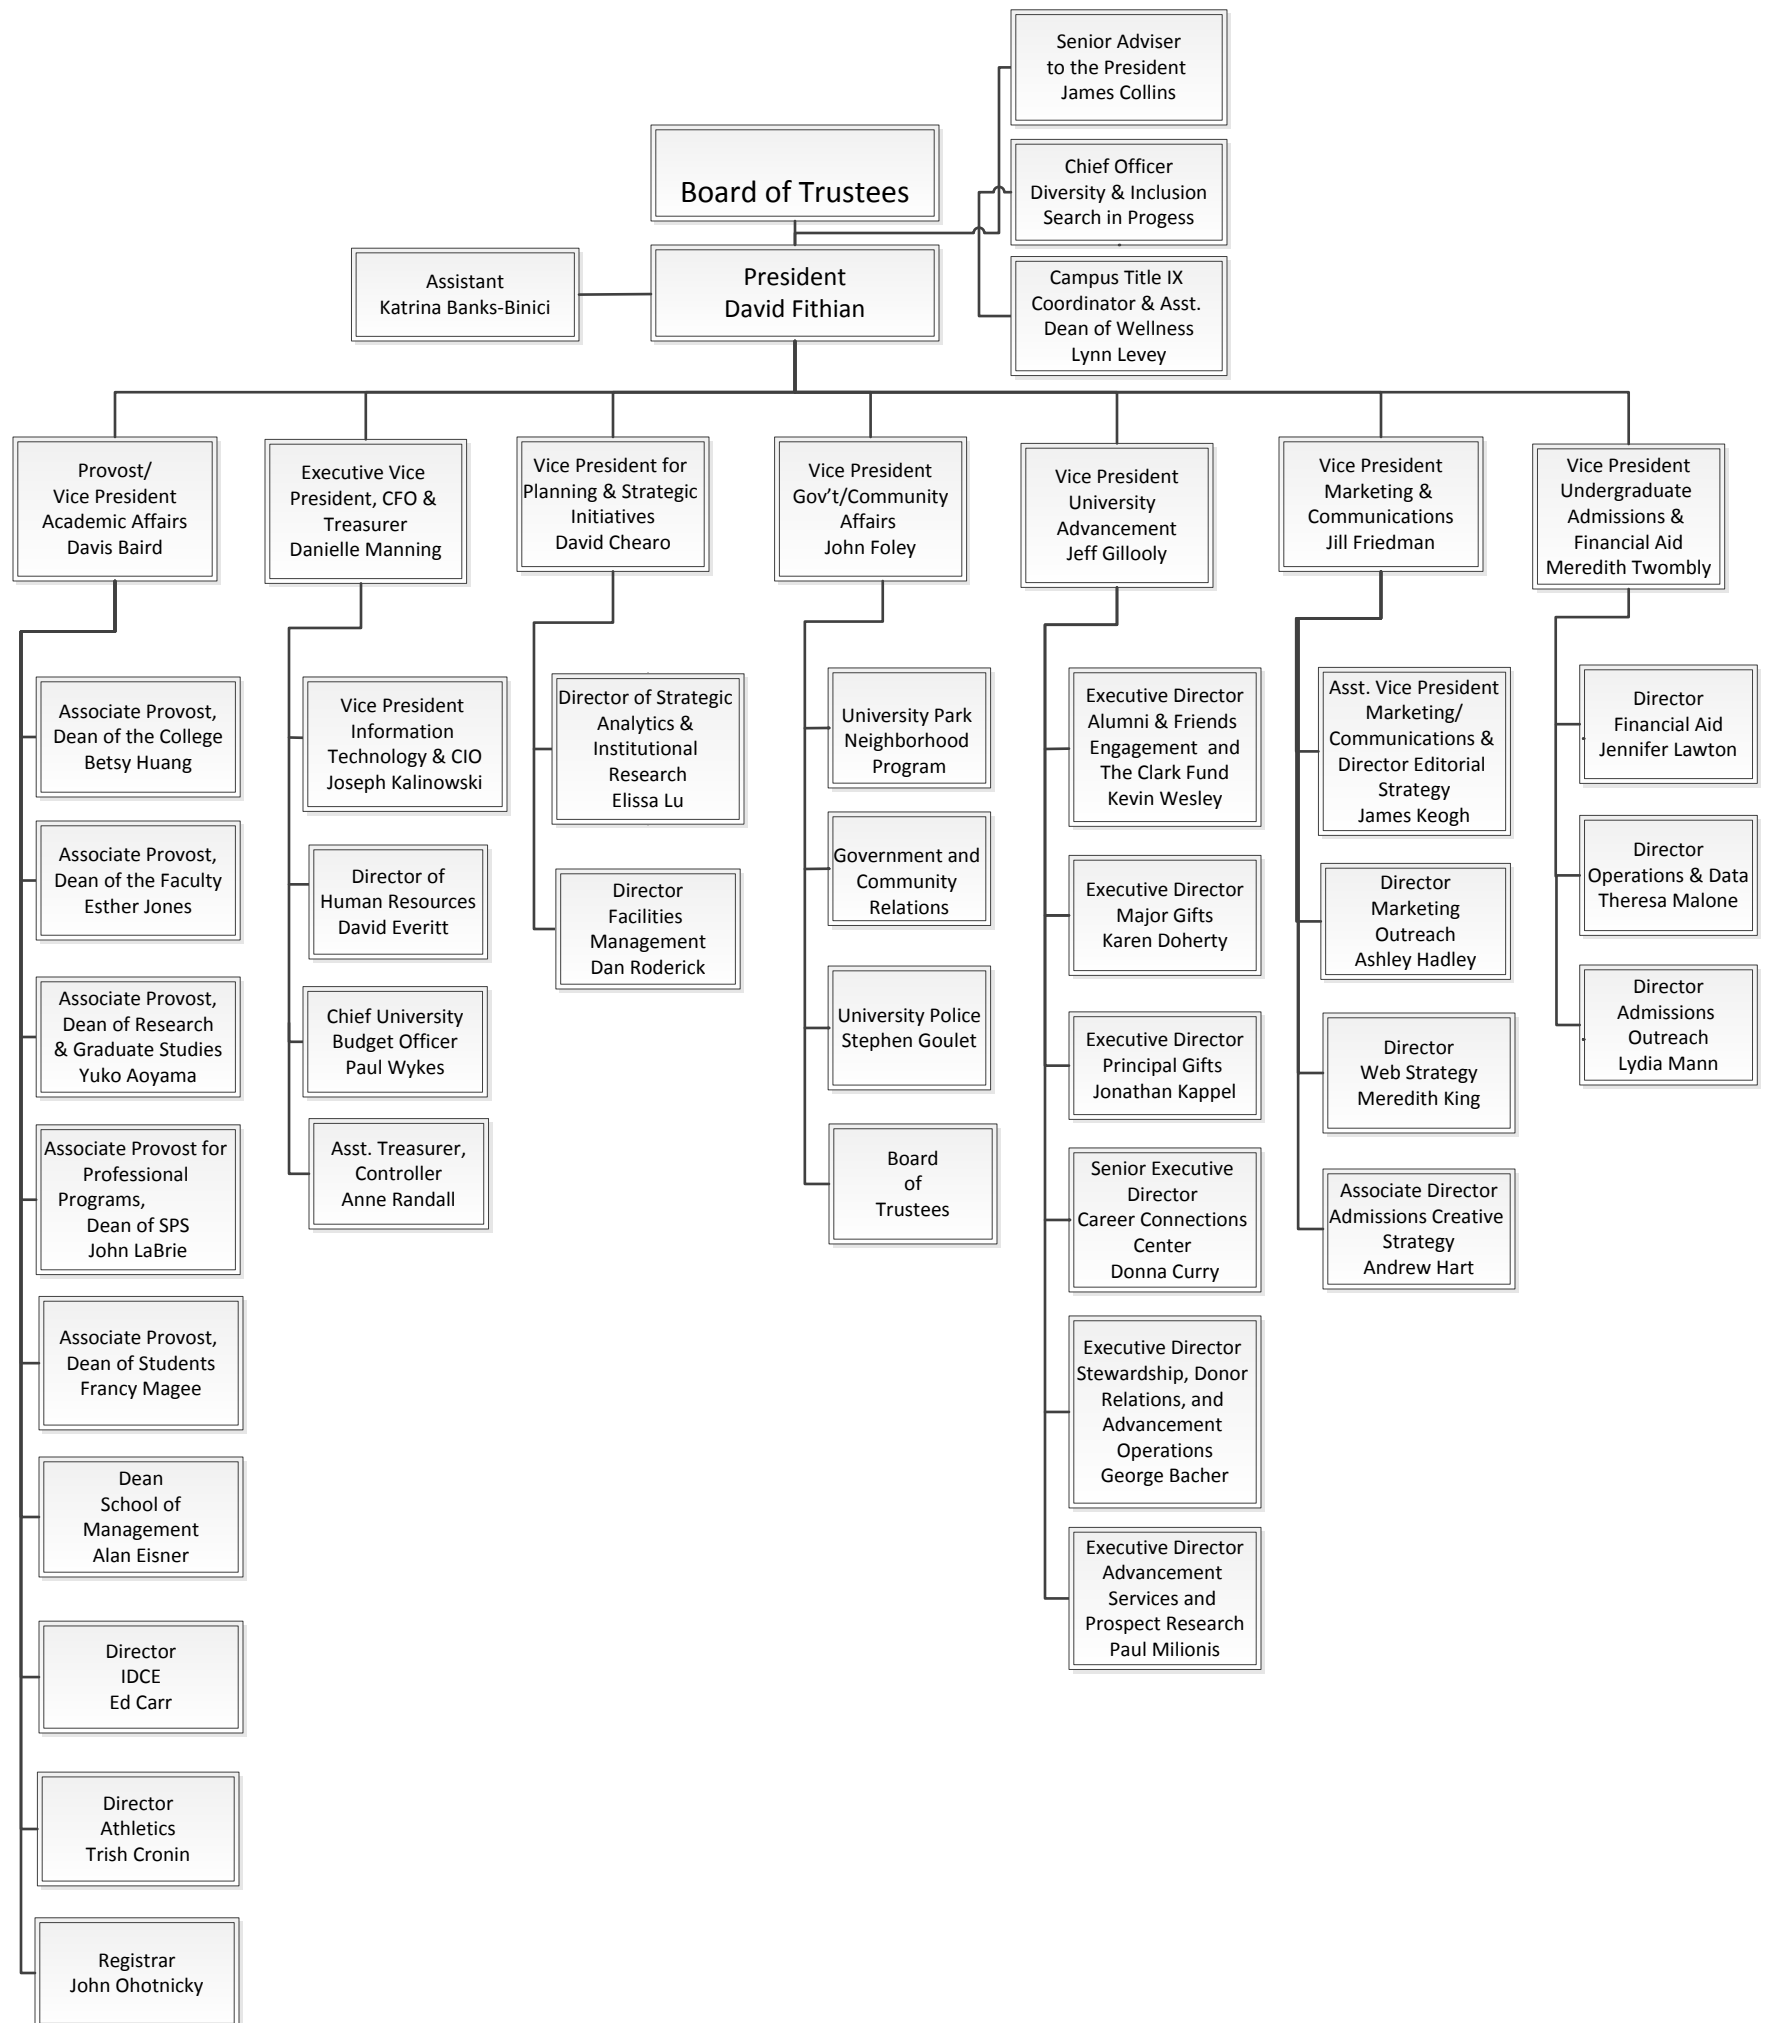 Senior Adviser
to the President
James Collins
Board of Trustees
Chief Officer
Diversity & Inclusion
Search in Progess
Assistant
Katrina Banks-Binici
President
David Fithian
Campus Title IX
Coordinator & Asst.
Dean of Wellness
Lynn Levey
Provost/
Vice President
Academic Affairs
Davis Baird
Executive Vice
President, CFO &
Treasurer
Danielle Manning
Vice President for
Planning & Strategic
Initiatives
David Chearo
Vice President
Gov't/Community
Affairs
John Foley
Vice President
University
Advancement
Jeff Gillooly
Vice President
Marketing &
Communications
Jill Friedman
Vice President
Undergraduate
Admissions &
Financial Aid
Meredith Twombly
Associate Provost,
Dean of the College
Betsy Huang
Associate Provost,
Dean of the Faculty
Esther Jones
Associate Provost,
Dean of Research
& Graduate Studies
Yuko Aoyama
Associate Provost for
Professional
Programs,
Dean of SPS
John LaBrie
Associate Provost,
Dean of Students
Francy Magee
Dean
School of
Management
Alan Eisner
Director
IDCE
Ed Carr
Director
Athletics
Trish Cronin
Registrar
John Ohotnicky
Vice President
Information
Technology & CIO
Joseph Kalinowski
Director of
Human Resources
David Everitt
Chief University
Budget Officer
Paul Wykes
Asst. Treasurer,
Controller
Anne Randall
Director of Strategic
Analytics &
Institutional
Research
Elissa Lu
Director
Facilities
Management
Dan Roderick
University Park
Neighborhood
Program
Government and
Community
Relations
University Police
Stephen Goulet
Board
of
Trustees
Executive Director
Alumni & Friends
Engagement and
The Clark Fund
Kevin Wesley
Executive Director
Major Gifts
Karen Doherty
Executive Director
Principal Gifts
Jonathan Kappel
Senior Executive
Director
Career Connections
Center
Donna Curry
Executive Director
Stewardship, Donor
Relations, and
Advancement
Operations
George Bacher
Executive Director
Advancement
Services and
Prospect Research
Paul Milionis
Asst. Vice President
Marketing/
Communications &
Director Editorial
Strategy
James Keogh
Director
Marketing
Outreach
Ashley Hadley
Director
Web Strategy
Meredith King
Associate Director
Admissions Creative
Strategy
Andrew Hart
Director
Financial Aid
Jennifer Lawton
Director
Operations & Data
Theresa Malone
Director
Admissions
Outreach
Lydia Mann